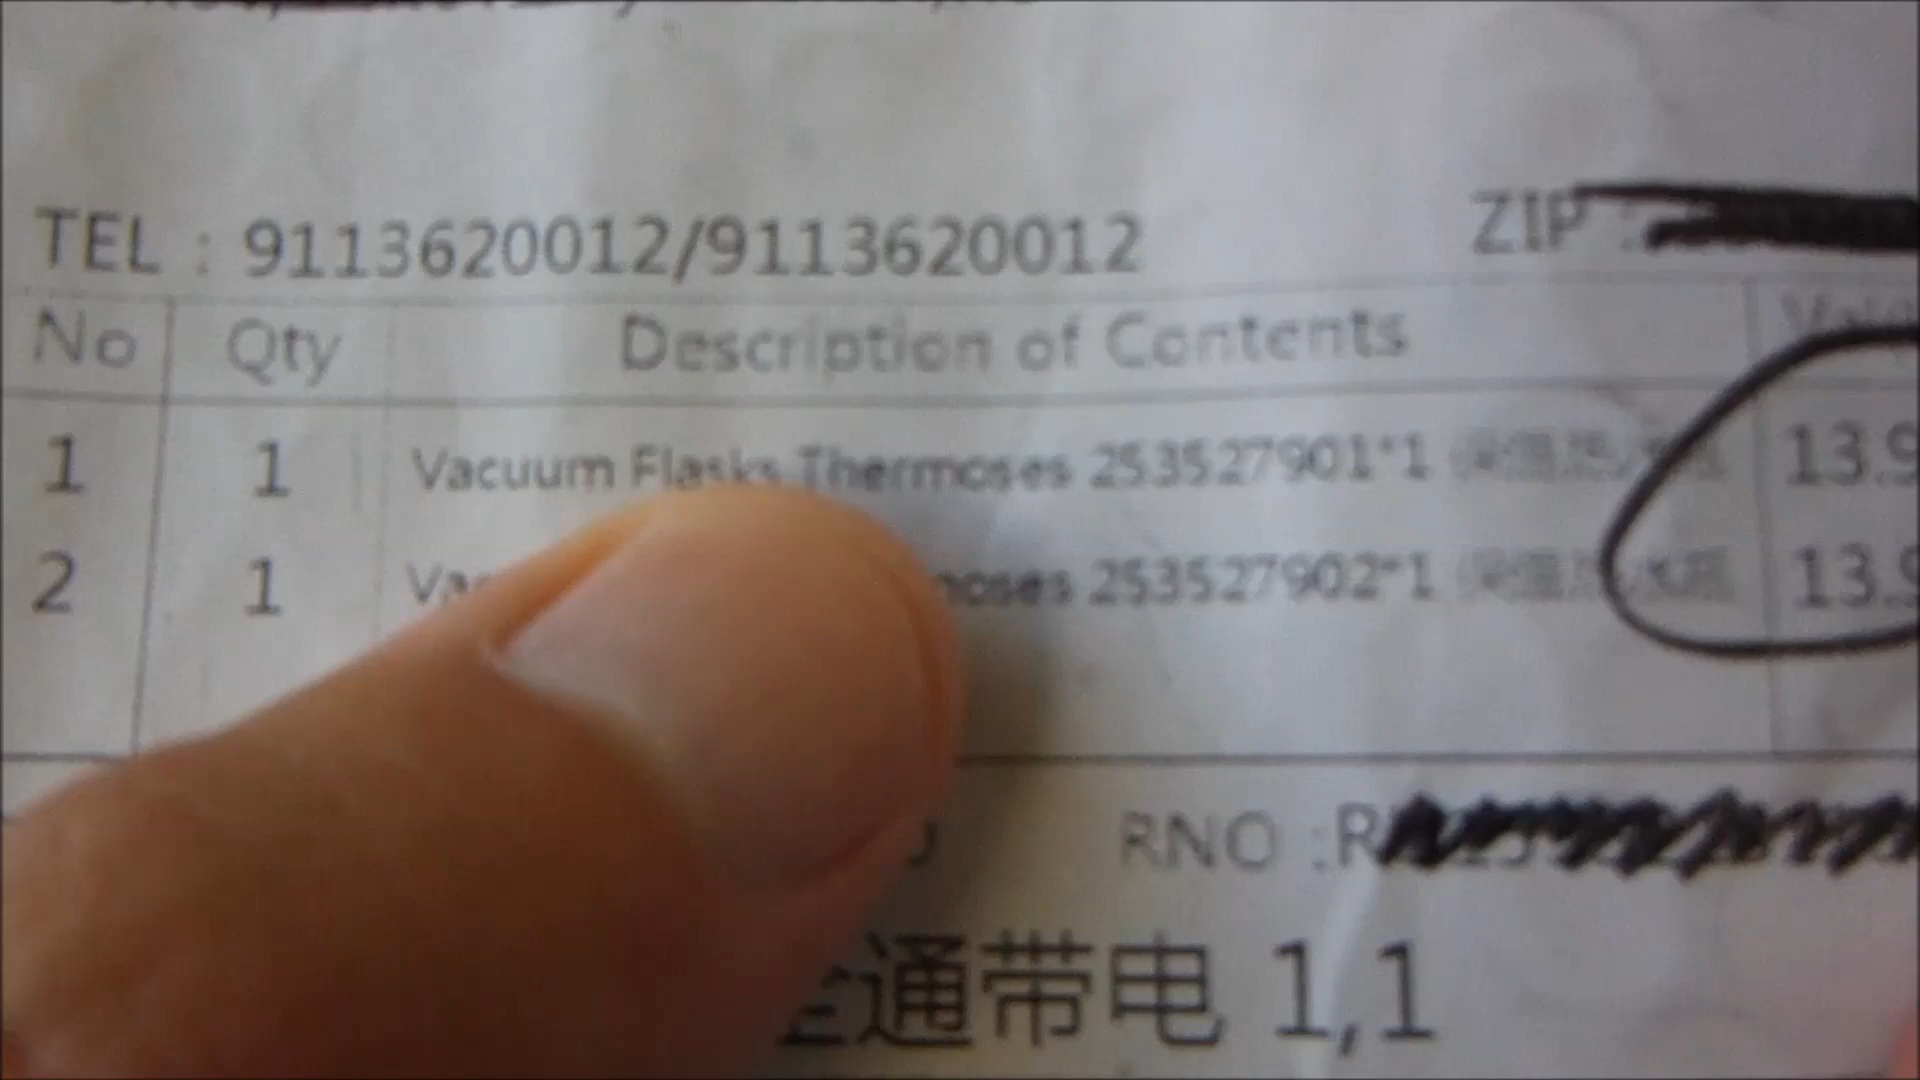 TEL : 9113620012/9113620012 ZIP :
No Qty Description of Contents
1 1 Vacuum Flasks Thermoses 253527901*1 13.9
2 1 253527902*1 13.9
RNO :R
通带电 1,1